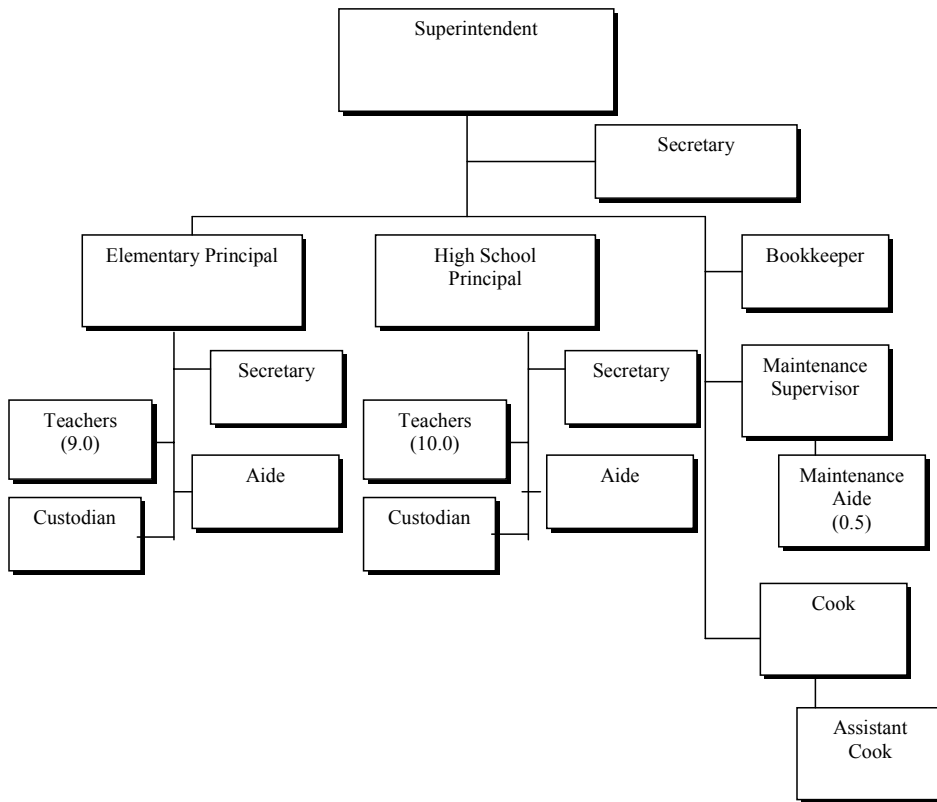 Superintendent
Secretary
Elementary Principal
High School
Principal
Bookkeeper
Secretary
Secretary
Maintenance
Supervisor
Teachers
(9.0)
Teachers
(10.0)
Aide
Aide
Maintenance
Aide
(0.5)
Custodian
Custodian
Cook
Assistant
Cook